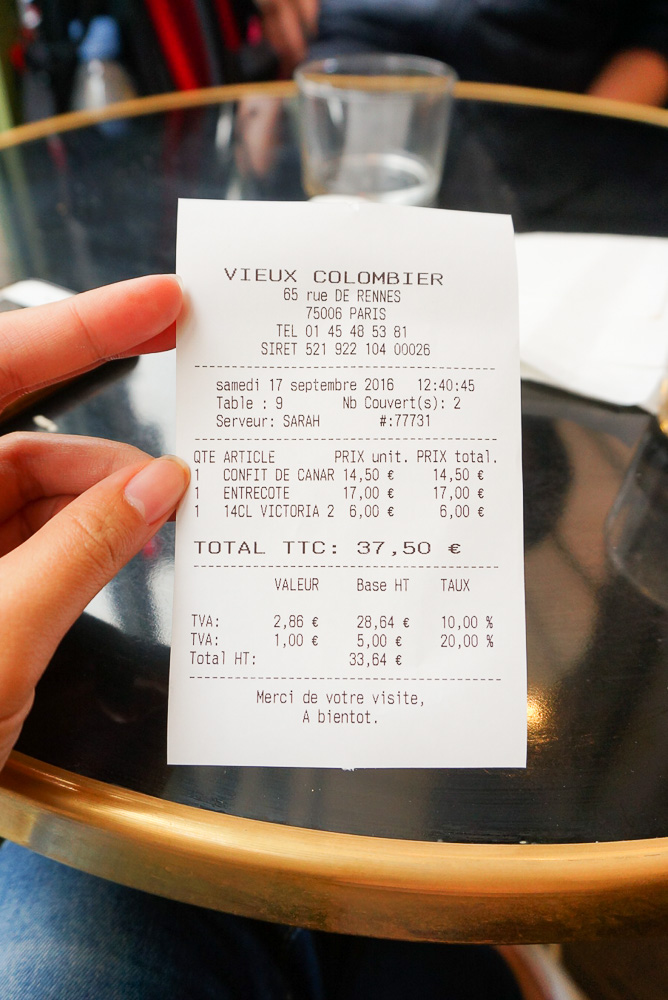 VIEUX COLOMBIER
65 rue DE RENNES
75006 PARIS
TEL 01 45 48 53 81
SIRET 521 922 104 00026
samedi 17 septembre 2016 12:40:45
Table : 9 Nb Couvert(s): 2
Serveur: SARAH #:77731
QTE ARTICLE PRIX unit. PRIX total.
1 CONFIT DE CANAR 14,50 € 14,50 €
1 ENTRECOTE 17,00 € 17,00 €
1 14CL VICTORIA 2 6,00 € 6,00 €
TOTAL TTC: 37,50 €
VALEUR Base HT TAUX
TVA: 2,86 € 28,64 € 10,00 %
TVA: 1,00 € 5,00 € 20,00 %
Total HT: 33,64 €
Merci de votre visite,
A bientot.